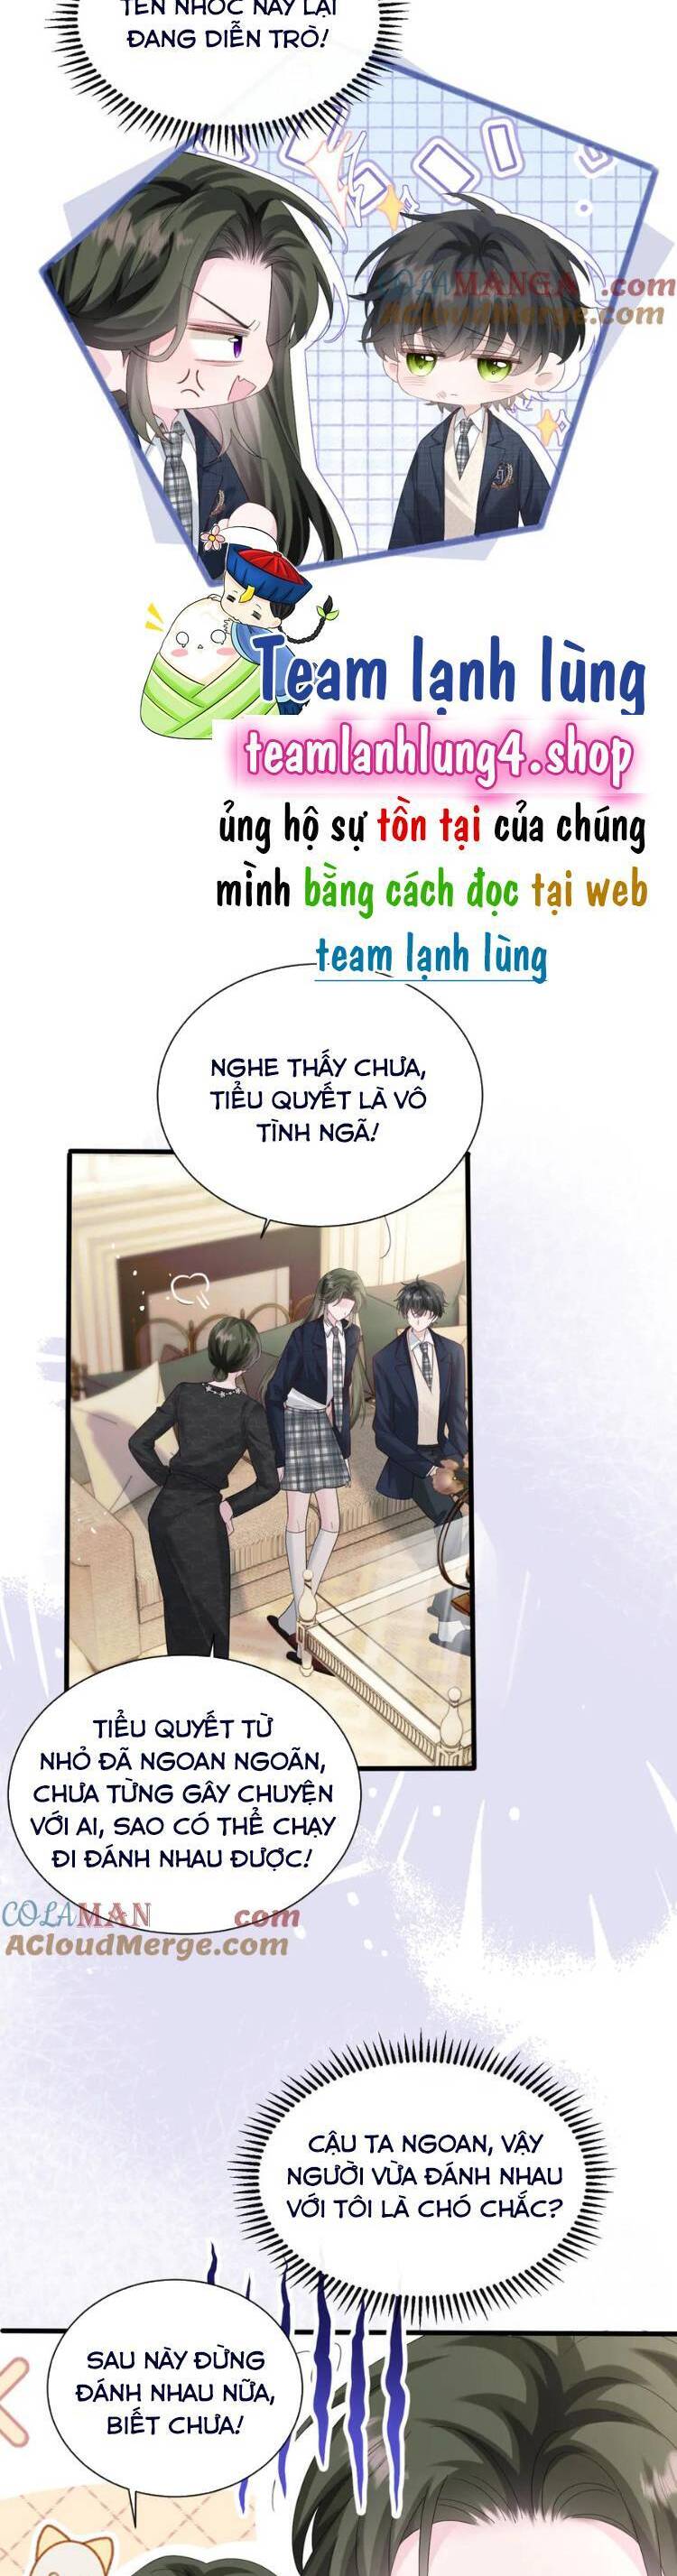 TÊN NHÓC NÀY LẠI
ĐANG DIỄN TRÒ!
COLAMANGA.com
AcloudMerge.com
Team lạnh lùng
teamlanhlung4.shop
ủng hộ sự tồn tại của chúng
mình bằng cách đọc tại web
team lạnh lùng
NGHE THẤY CHƯA,
TIỂU QUYẾT LÀ VÔ
TÌNH NGÃ!
TIỂU QUYẾT TỪ
NHỎ ĐÃ NGOAN NGOÃN,
CHƯA TỪNG GÂY CHUYỆN
VỚI AI, SAO CÓ THỂ CHẠY
ĐI ĐÁNH NHAU ĐƯỢC!
COLAMAN com
AcloudMerge.com
CẬU TA NGOAN, VẬY
NGƯỜI VỪA ĐÁNH NHAU
VỚI TÔI LÀ CHÓ CHẮC?
SAU NÀY ĐỪNG
ĐÁNH NHAU NỮA,
BIẾT CHƯA!